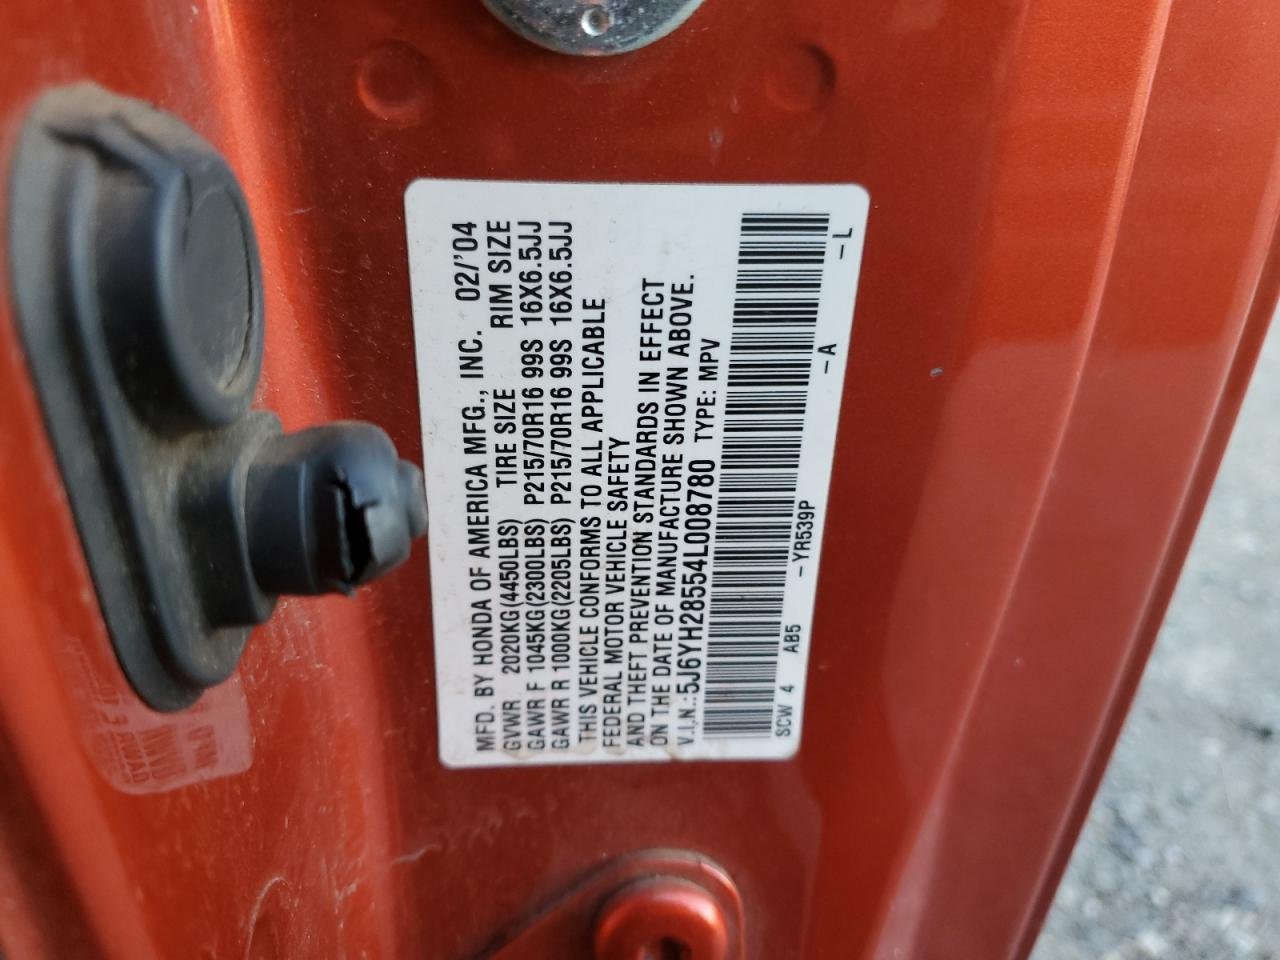 MFD. BY HONDA OF AMERICA MFG., INC. 02/'04
GVWR 2020KG(4450LBS) TIRE SIZE RIM SIZE
GAWR F 1045KG(2300LBS) P215/70R16 99S 16X6.5JJ
GAWR R 1000KG(2205LBS) P215/70R16 99S 16X6.5JJ
THIS VEHICLE CONFORMS TO ALL APPLICABLE
FEDERAL MOTOR VEHICLE SAFETY
AND THEFT PREVENTION STANDARDS IN EFFECT
ON THE DATE OF MANUFACTURE SHOWN ABOVE.
V.I.N.:5J6YH28554L008780 TYPE: MPV
SCW 4 AB5 -YR539P -A -L